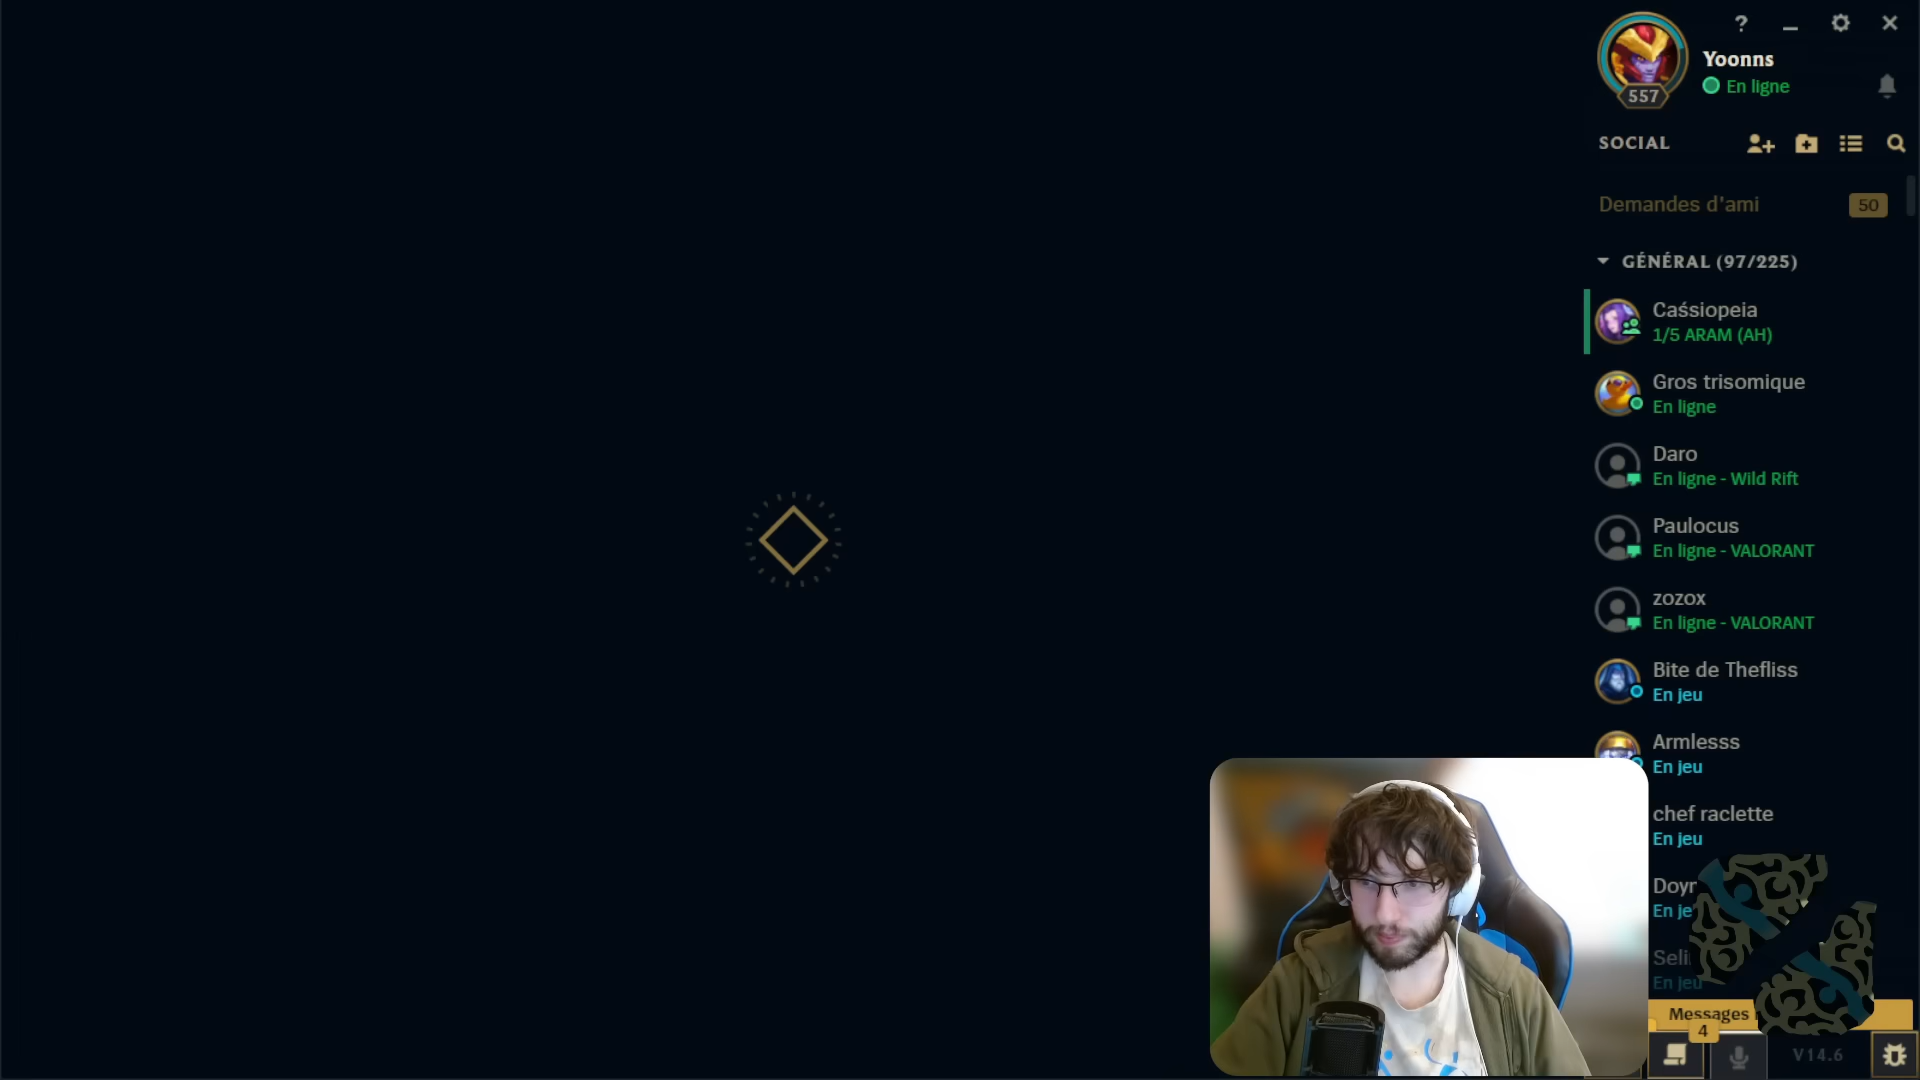 ?
Yoonns
557
En ligne
SOCIAL
Demandes d'ami
50
GÉNÉRAL (97/225)
Caśsiopeia
1/5 ARAM (AH)
Gros trisomique
En ligne
Daro
En ligne - Wild Rift
Paulocus
En ligne - VALORANT
zozox
En ligne - VALORANT
Bite de Thefliss
En jeu
Armlesss
En jeu
chef raclette
En jeu
En jeu
Messages
4
V14.6